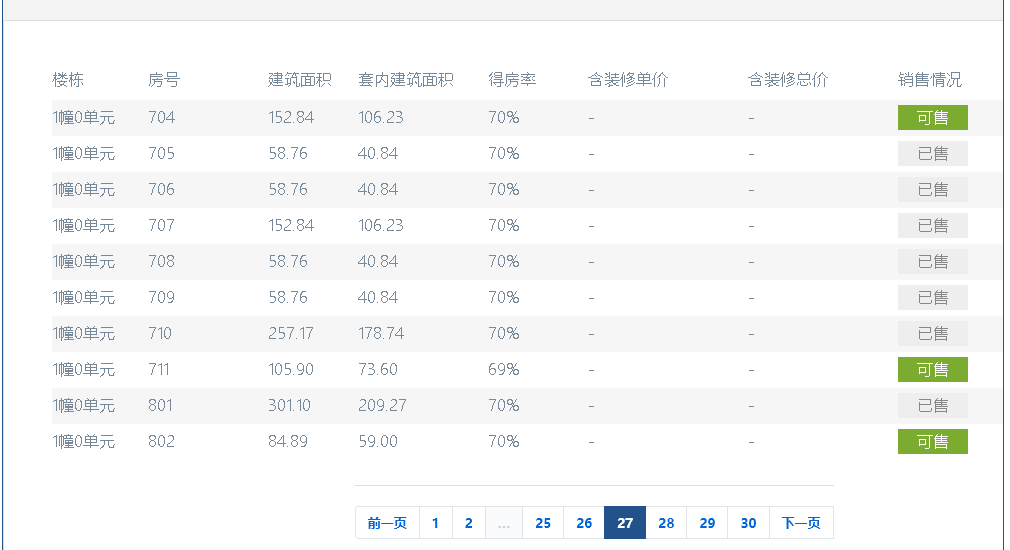 楼栋 房号 建筑面积 套内建筑面积 得房率 含装修单价 含装修总价 销售情况
1幢0单元 704 152.84 106.23 70% - - 可售
1幢0单元 705 58.76 40.84 70% - - 已售
1幢0单元 706 58.76 40.84 70% - - 已售
1幢0单元 707 152.84 106.23 70% - - 已售
1幢0单元 708 58.76 40.84 70% - - 已售
1幢0单元 709 58.76 40.84 70% - - 已售
1幢0单元 710 257.17 178.74 70% - - 已售
1幢0单元 711 105.90 73.60 69% - - 可售
1幢0单元 801 301.10 209.27 70% - - 已售
1幢0单元 802 84.89 59.00 70% - - 可售
前一页 1 2 ... 25 26 27 28 29 30 下一页